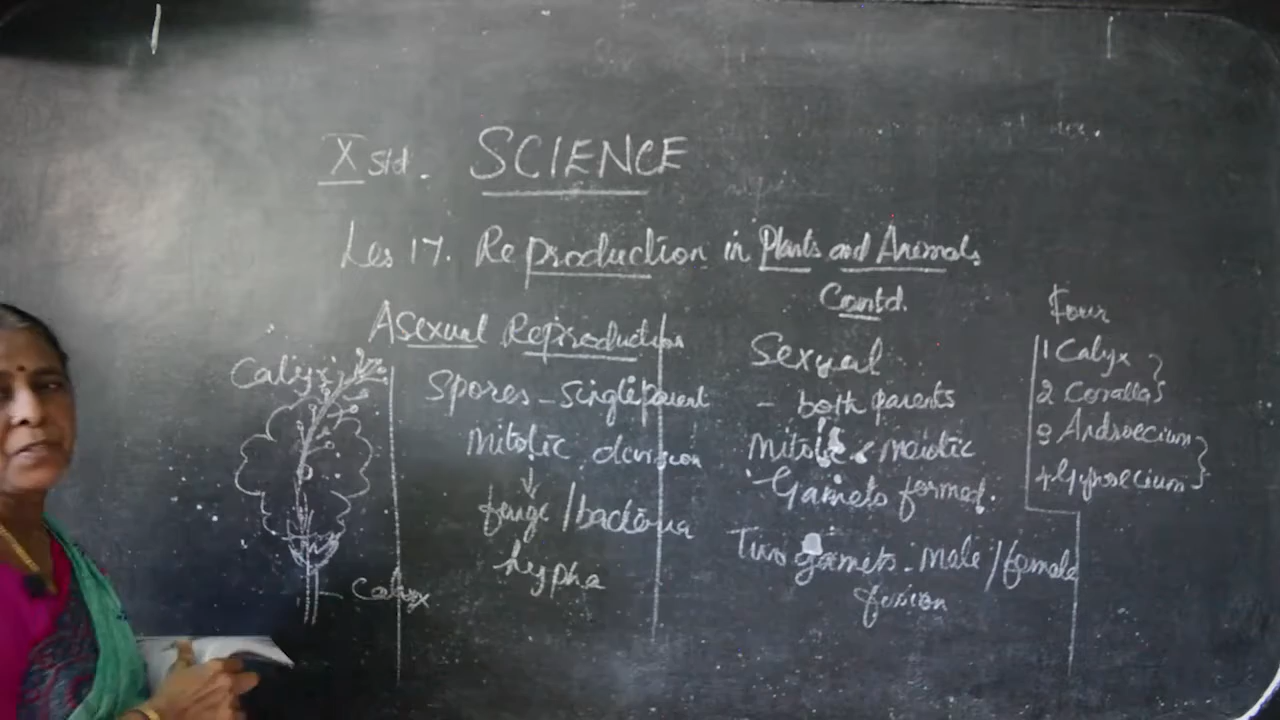 X std. SCIENCE
Les 17. Reproduction in Plants and Animals
Contd.
Asexual Reproduction
Calyx
Spores - single parent
Mitotic division
↓
fungi / bacteria
hypha
Calyx
Sexual
- both parents
Mitotic & meiotic
Gamets formed.
Two gamets - male / female
fusion
Four
1 Calyx
2 Corolla
3 Androecium
4 Gynoecium